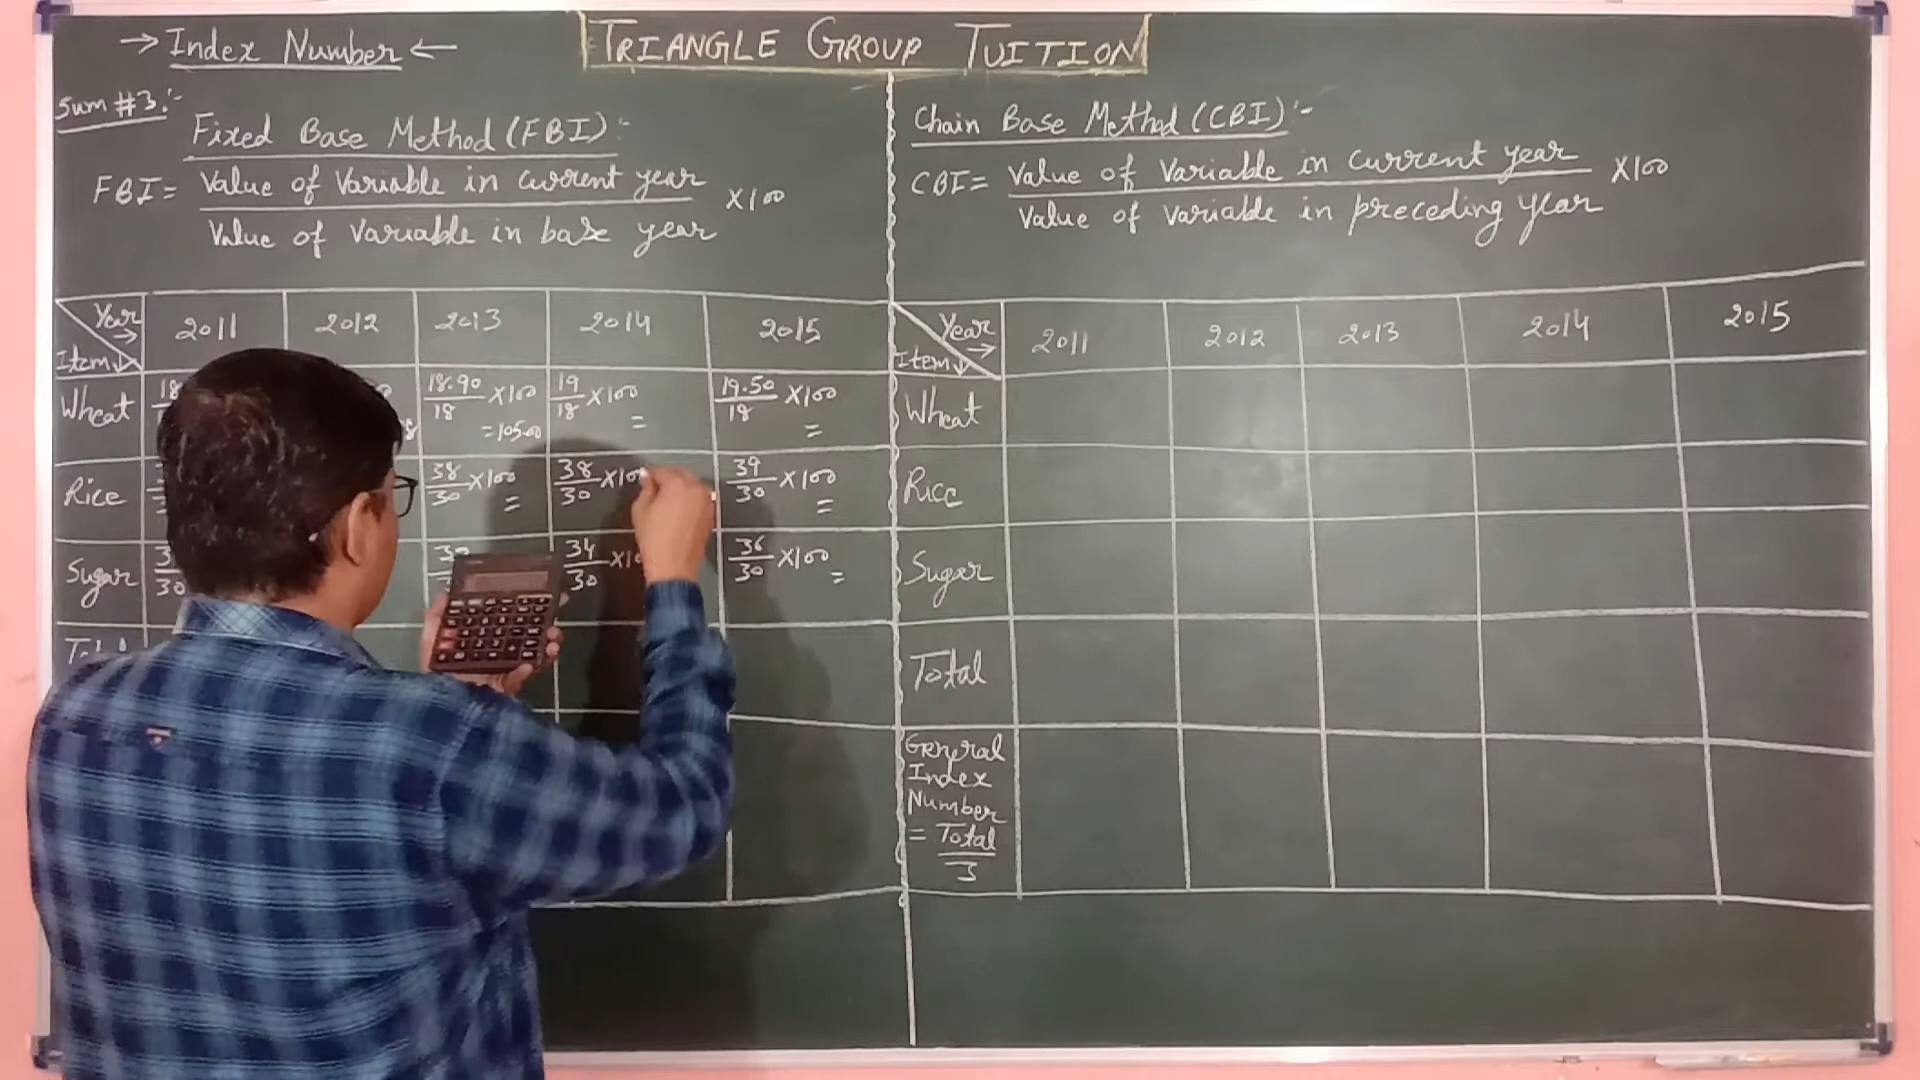 → Index Number ←
TRIANGLE GROUP TUITION
Sum #3:-
Fixed Base Method (FBI):-
FBI = Value of Variable in current year
Value of Variable in base year
×100
Chain Base Method (CBI):-
CBI = Value of Variable in current year
Value of Variable in preceding year
×100
Year → 2011 2012 2013 2014 2015
Item ↓
Wheat 18.90/18 ×100 19/18 ×100 19.50/18 ×100
=105.00 = =
Rice 38/30 ×100 38/30 ×100 39/30 ×100
= =
Sugar 30 34/30 36/30 ×100
=
Year → 2011 2012 2013 2014 2015
Item ↓
Wheat
Rice
Sugar
Total
General
Index
Number
= Total
3